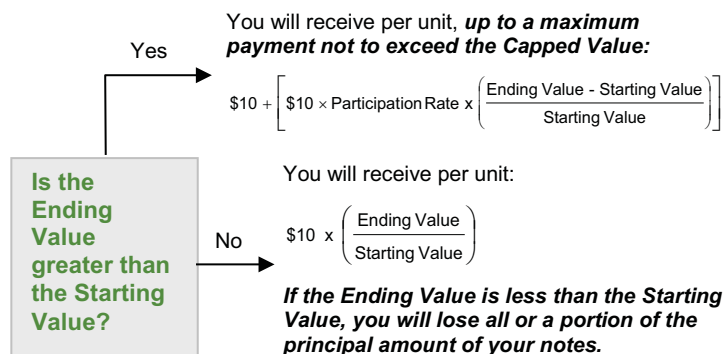 You will receive per unit, up to a maximum
payment not to exceed the Capped Value:
Yes
$10 + [ $10 × Participation Rate x ( Ending Value - Starting Value / Starting Value ) ]
Is the
Ending
Value
greater than
the Starting
Value?
No
You will receive per unit:
$10 x ( Ending Value / Starting Value )
If the Ending Value is less than the Starting
Value, you will lose all or a portion of the
principal amount of your notes.